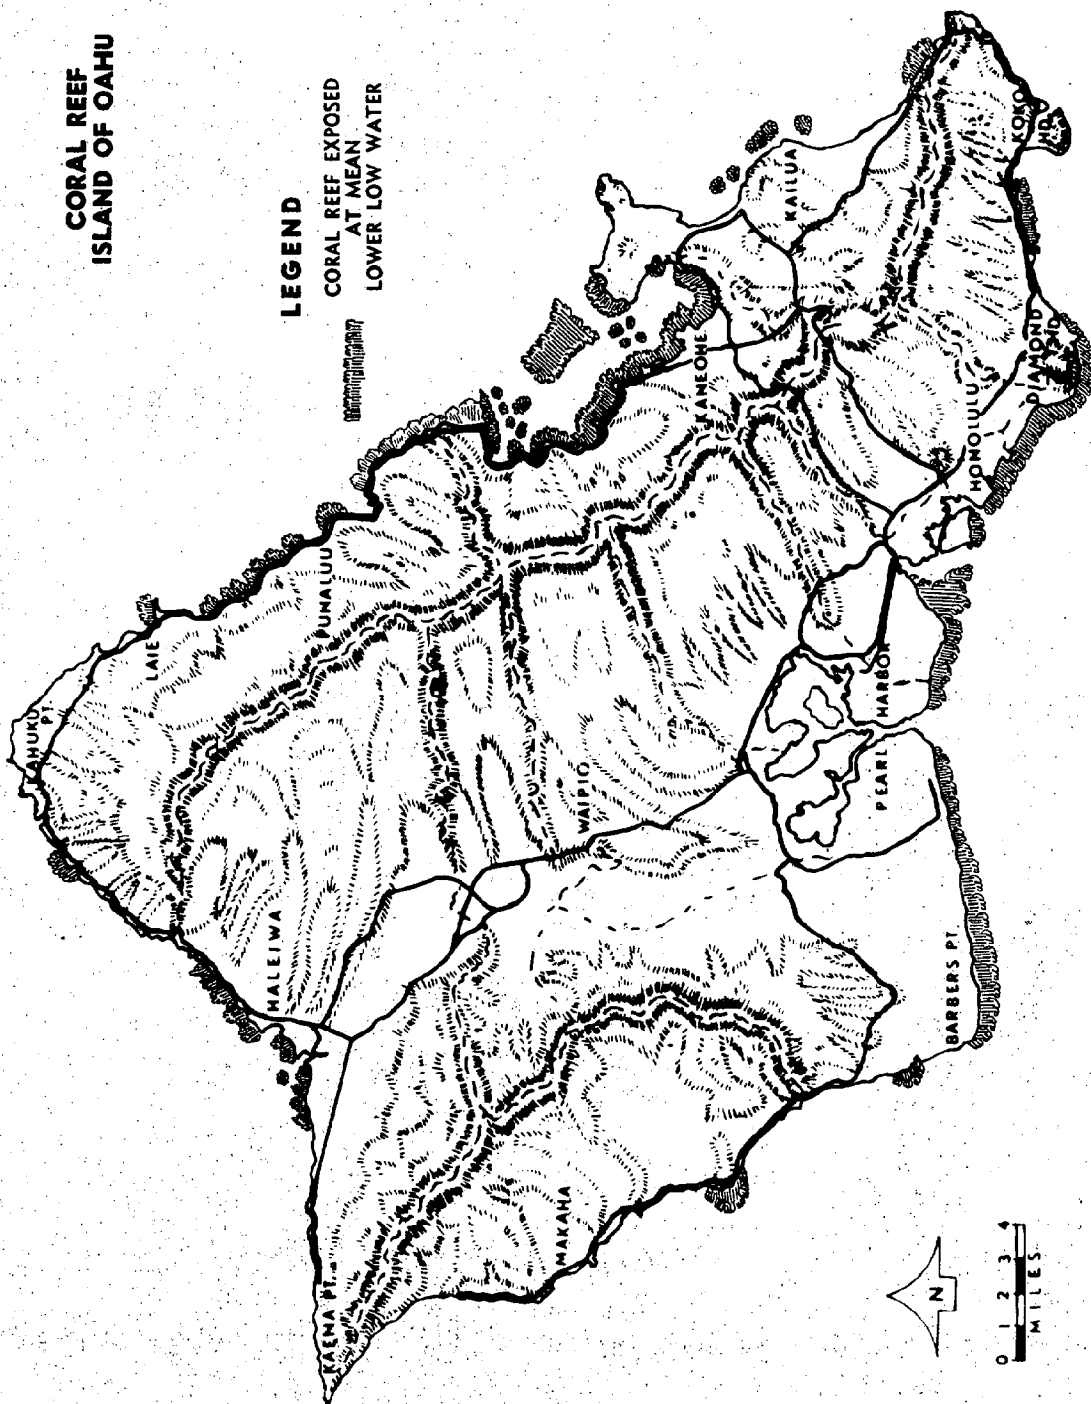 CORAL REEF
ISLAND OF OAHU
LEGEND
CORAL REEF EXPOSED
AT MEAN
LOWER LOW WATER
KAHUKU
PT.
LAIE
PUNALUU
HALEIWA
KAENA PT.
WAIPIO
MAKAHA
KANEOHE
KAILUA
PEARL HARBOR
HONOLULU
DIAMOND
HD.
KOKO
HD.
BARBERS PT.
N
0 1 2 3 4
MILES